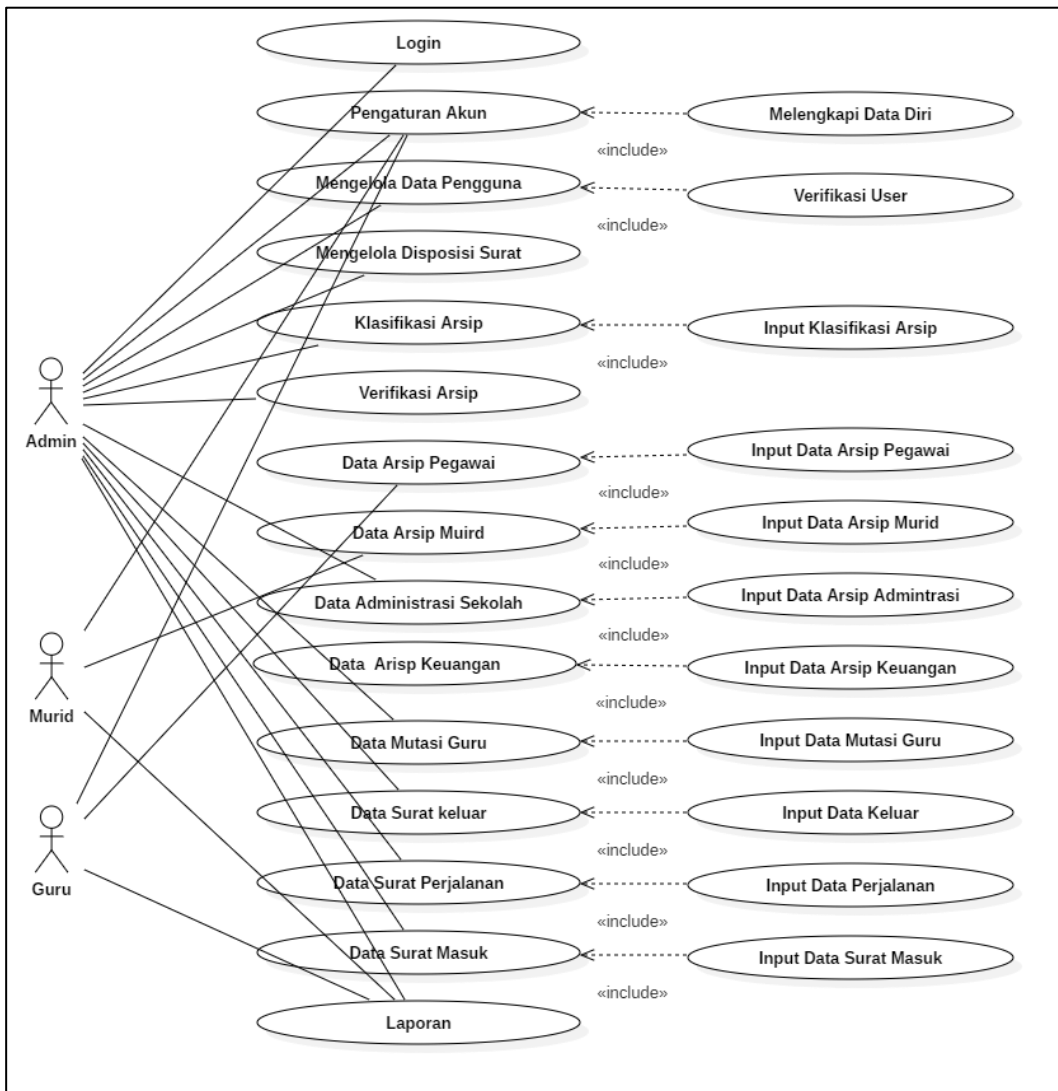 Login
Pengaturan Akun
Melengkapi Data Diri
«include»
Mengelola Data Pengguna
Verifikasi User
«include»
Mengelola Disposisi Surat
Klasifikasi Arsip
Input Klasifikasi Arsip
«include»
Verifikasi Arsip
Admin
Data Arsip Pegawai
Input Data Arsip Pegawai
«include»
Data Arsip Muird
Input Data Arsip Murid
«include»
Data Administrasi Sekolah
Input Data Arsip Admintrasi
«include»
Data Arisp Keuangan
Input Data Arsip Keuangan
«include»
Murid
Data Mutasi Guru
Input Data Mutasi Guru
«include»
Data Surat keluar
Input Data Keluar
«include»
Guru
Data Surat Perjalanan
Input Data Perjalanan
«include»
Data Surat Masuk
Input Data Surat Masuk
«include»
Laporan